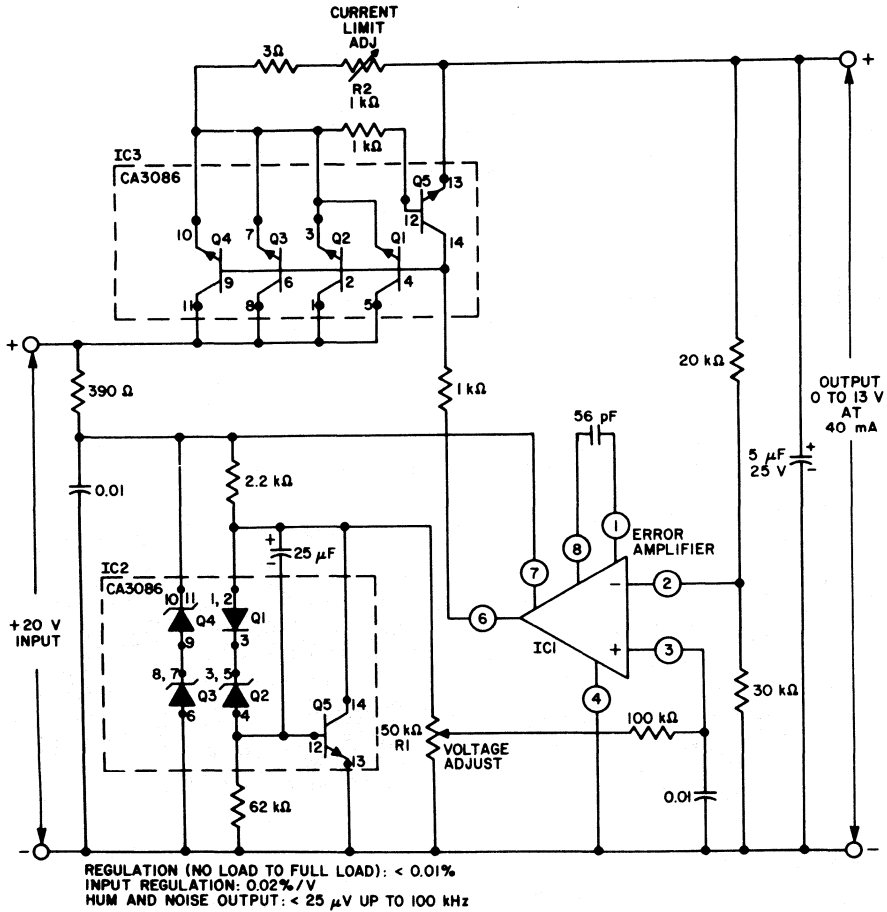 CURRENT
LIMIT
ADJ
3Ω
R2
1 kΩ
+
1 kΩ
IC3
CA3086
Q5
13
12
14
10
Q4
7
Q3
3
Q2
Q1
9
6
2
4
11
8
1
5
+
390 Ω
1 kΩ
20 kΩ
OUTPUT
0 TO 13 V
AT
40 mA
56 pF
5 μF
25 V
+
-
0.01
2.2 kΩ
+
-
25 μF
1
ERROR
AMPLIFIER
8
7
2
-
IC2
CA3086
10 11
Q4
9
1, 2
Q1
3
6
IC1
+
3
+20 V
INPUT
8, 7
Q3
6
3, 5
Q2
4
Q5
14
12
13
4
30 kΩ
50 kΩ
R1
VOLTAGE
ADJUST
100 kΩ
62 kΩ
0.01
-
-
REGULATION (NO LOAD TO FULL LOAD): < 0.01%
INPUT REGULATION: 0.02%/V
HUM AND NOISE OUTPUT: < 25 μV UP TO 100 kHz